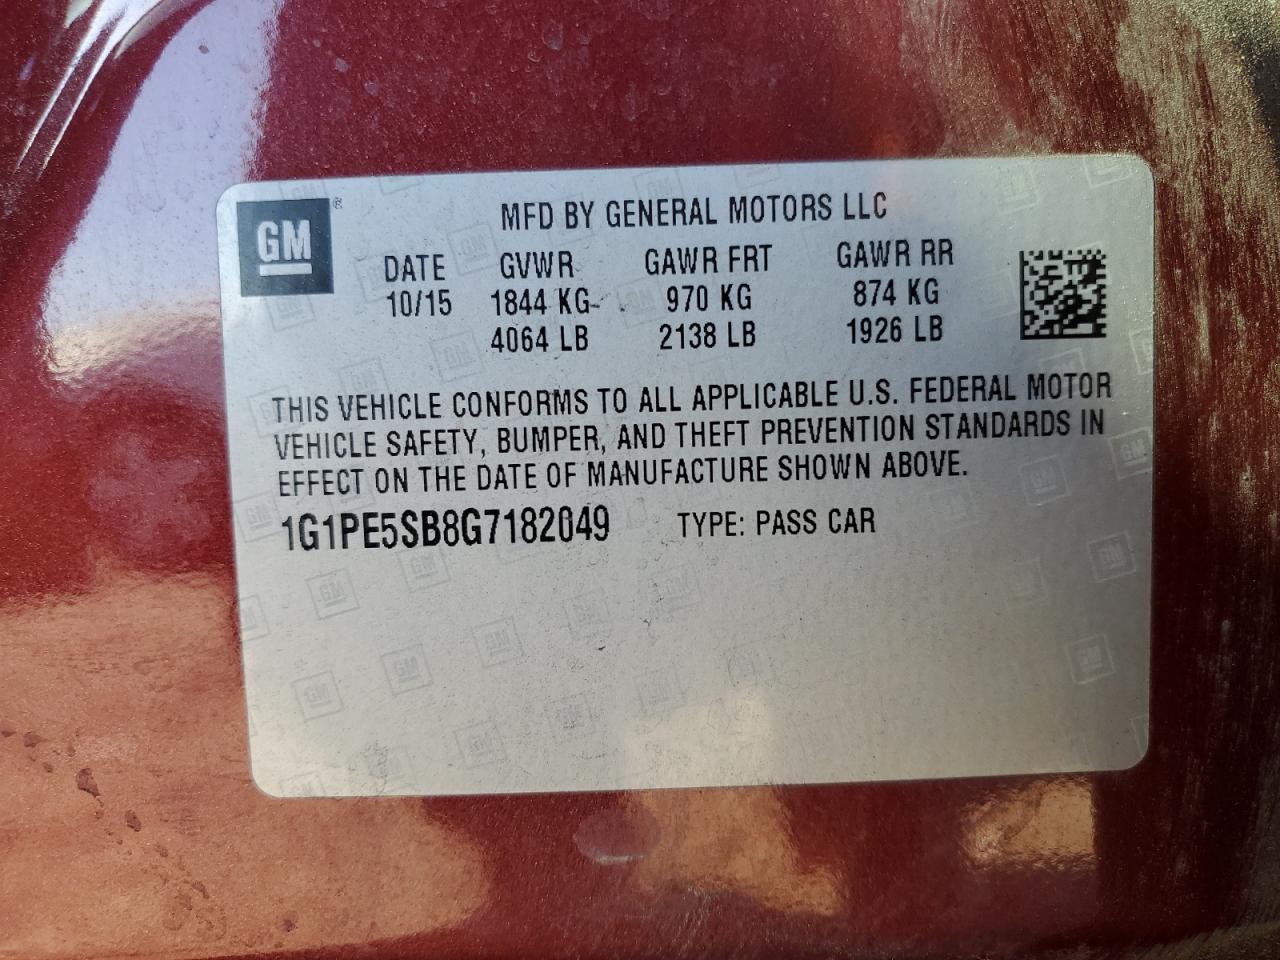 GM ®
MFD BY GENERAL MOTORS LLC
DATE GVWR GAWR FRT GAWR RR
10/15 1844 KG 970 KG 874 KG
4064 LB 2138 LB 1926 LB
THIS VEHICLE CONFORMS TO ALL APPLICABLE U.S. FEDERAL MOTOR
VEHICLE SAFETY, BUMPER, AND THEFT PREVENTION STANDARDS IN
EFFECT ON THE DATE OF MANUFACTURE SHOWN ABOVE.
1G1PE5SB8G7182049 TYPE: PASS CAR